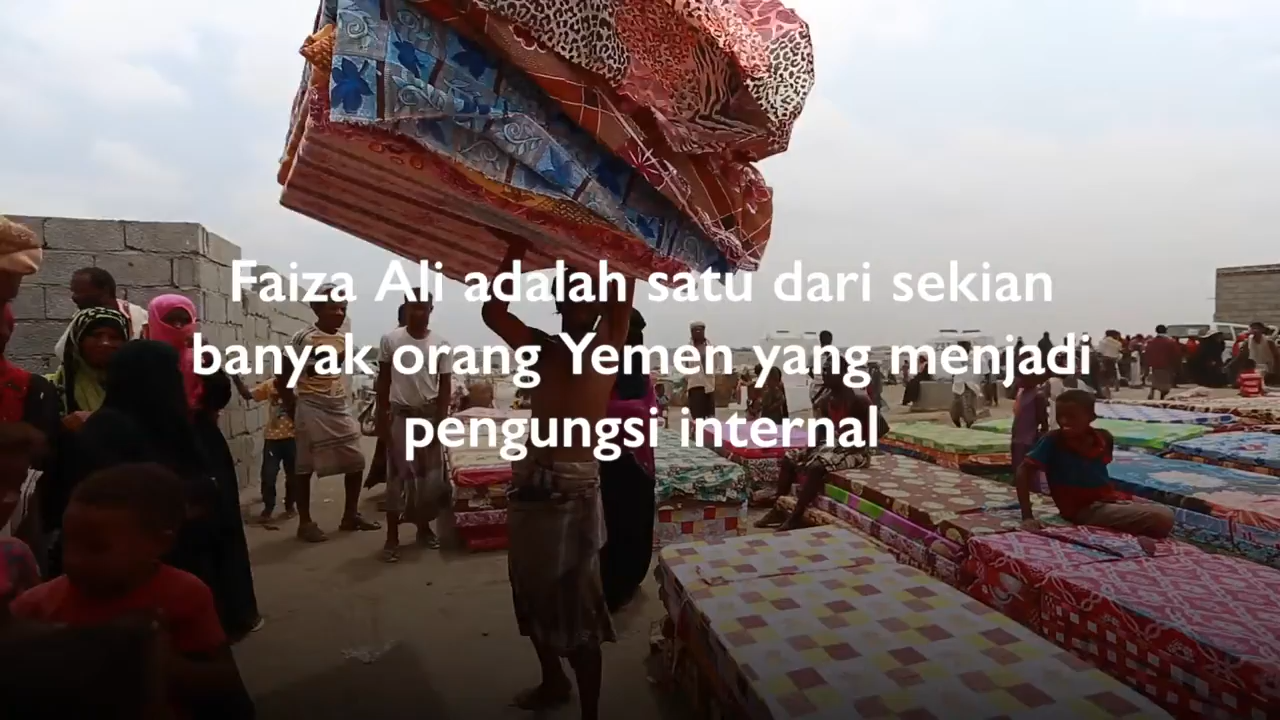 Faiza Ali adalah satu dari sekian
banyak orang Yemen yang menjadi
pengungsi internal